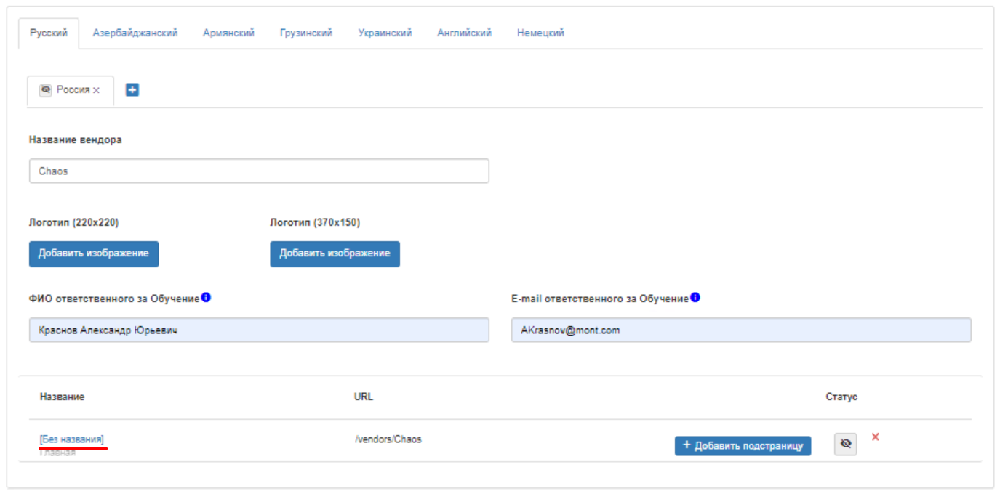 Русский Азербайджанский Армянский Грузинский Украинский Английский Немецкий
Россия ×
Название вендора
Chaos
Логотип (220x220) Логотип (370x150)
Добавить изображение Добавить изображение
ФИО ответственного за Обучение E-mail ответственного за Обучение
Краснов Александр Юрьевич AKrasnov@mont.com
Название URL Статус
[Без названия] /vendors/Chaos + Добавить подстраницу
Главная